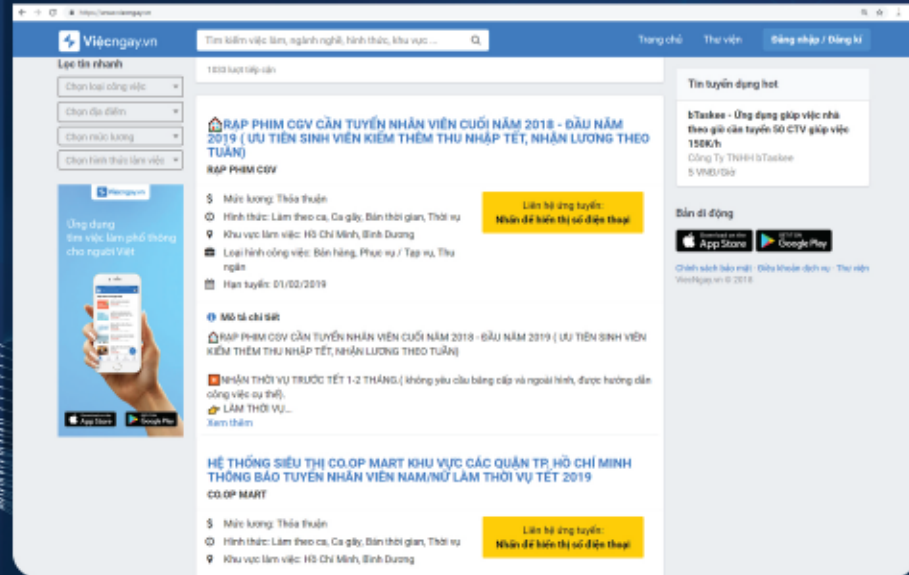 Việcngay.vn
Tìm kiếm việc làm, ngành nghề, hình thức, khu vực ...
Trang chủ
Thư viện
Đăng nhập / Đăng kí
Lọc tin nhanh
Chọn loại công việc
Chọn địa điểm
Chọn mức lương
Chọn hình thức làm việc
Việcngay.vn
Ứng dụng
tìm việc làm phổ thông
cho người Việt
App Store
Google Play
1033 lượt tiếp cận
RẠP PHIM CGV CẦN TUYỂN NHÂN VIÊN CUỐI NĂM 2018 - ĐẦU NĂM
2019 ( ƯU TIÊN SINH VIÊN KIẾM THÊM THU NHẬP TẾT, NHẬN LƯƠNG THEO
TUẦN)
RẠP PHIM CGV
$ Mức lương: Thỏa thuận
Hình thức: Làm theo ca, Ca gãy, Bán thời gian, Thời vụ
Khu vực làm việc: Hồ Chí Minh, Bình Dương
Loại hình công việc: Bán hàng, Phục vụ / Tạp vụ, Thu
ngân
Hạn tuyển: 01/02/2019
Liên hệ ứng tuyển:
Nhấn để hiển thị số điện thoại
Mô tả chi tiết
RẠP PHIM CGV CẦN TUYỂN NHÂN VIÊN CUỐI NĂM 2018 - ĐẦU NĂM 2019 ( ƯU TIÊN SINH VIÊN
KIẾM THÊM THU NHẬP TẾT, NHẬN LƯƠNG THEO TUẦN)
NHẬN THỜI VỤ TRƯỚC TẾT 1-2 THÁNG.( không yêu cầu bằng cấp và ngoài hình, được hướng dẫn
công việc cụ thể).
LÀM THỜI VỤ...
Xem thêm
HỆ THỐNG SIÊU THỊ CO.OP MART KHU VỰC CÁC QUẬN TP. HỒ CHÍ MINH
THÔNG BÁO TUYỂN NHÂN VIÊN NAM/NỮ LÀM THỜI VỤ TẾT 2019
CO.OP MART
$ Mức lương: Thỏa thuận
Hình thức: Làm theo ca, Ca gãy, Bán thời gian, Thời vụ
Khu vực làm việc: Hồ Chí Minh, Bình Dương
Liên hệ ứng tuyển:
Nhấn để hiển thị số điện thoại
Tin tuyển dụng hot
bTaskee - Ứng dụng giúp việc nhà
theo giờ cần tuyển 50 CTV giúp việc
150K/h
Công Ty TNHH bTaskee
5 VNĐ/Giờ
Bản di động
App Store
Google Play
Chính sách bảo mật · Điều khoản dịch vụ · Thư viện
ViecNgay.vn © 2018